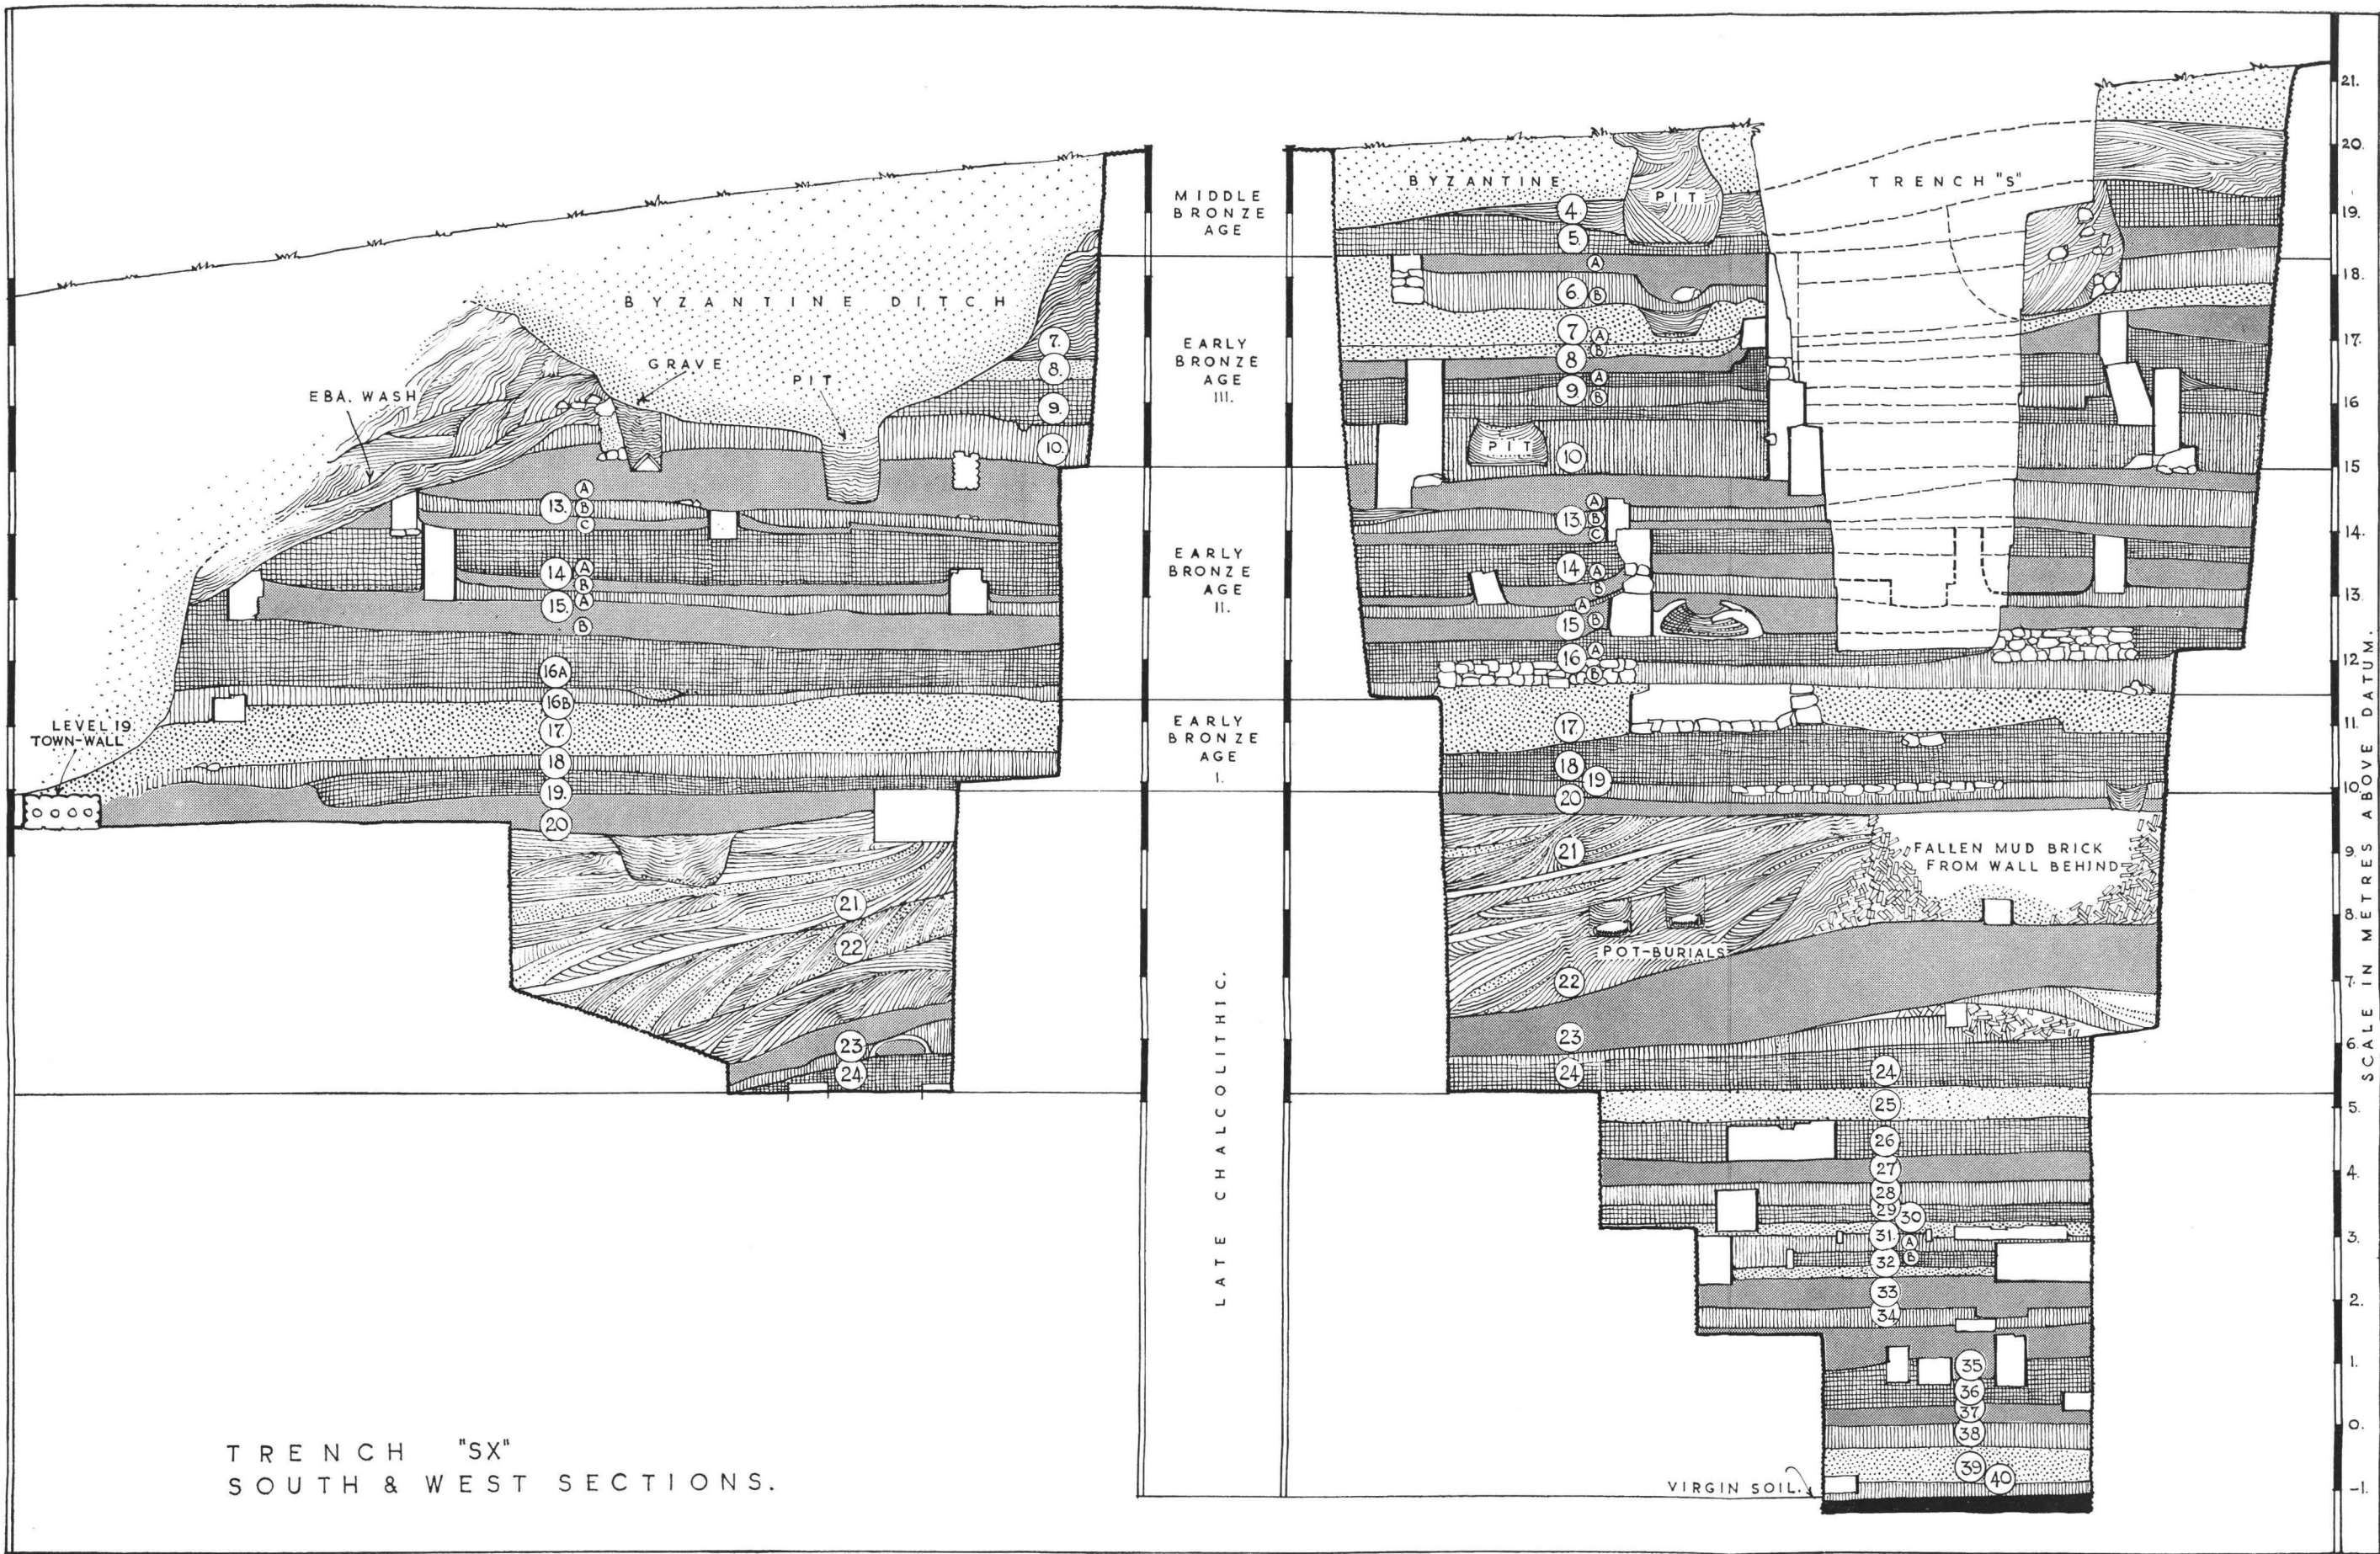 BYZANTINE DITCH
GRAVE
PIT
EBA. WASH
LEVEL 19
TOWN-WALL
7.
8.
9.
10.
A
13. B
C
14 A
B
15. A
B
16A
16B
17
18
19.
20
21.
22
23
24.
TRENCH "SX"
SOUTH & WEST SECTIONS.
MIDDLE
BRONZE
AGE
EARLY
BRONZE
AGE
III.
EARLY
BRONZE
AGE
II.
EARLY
BRONZE
AGE
I.
LATE CHALCOLITHIC.
BYZANTINE
PIT
TRENCH "S"
4.
5.
A
6. B
7 A
B
8
A
9. B
PIT
10
A
13. B
C
14 A
B
A
15 B
16 A
B
17.
18
19
20
21
FALLEN MUD BRICK
FROM WALL BEHIND
POT-BURIALS
22
23
24
24
25
26
27
28
29
30
31.
A
B
32
33
34
35
36
37
38
39
40
VIRGIN SOIL.
21.
20.
19.
18.
17.
16
15
14.
13.
12.
11.
10.
9.
8.
7.
6.
5.
4.
3.
2.
1.
0.
-1.
SCALE IN METRES ABOVE DATUM.